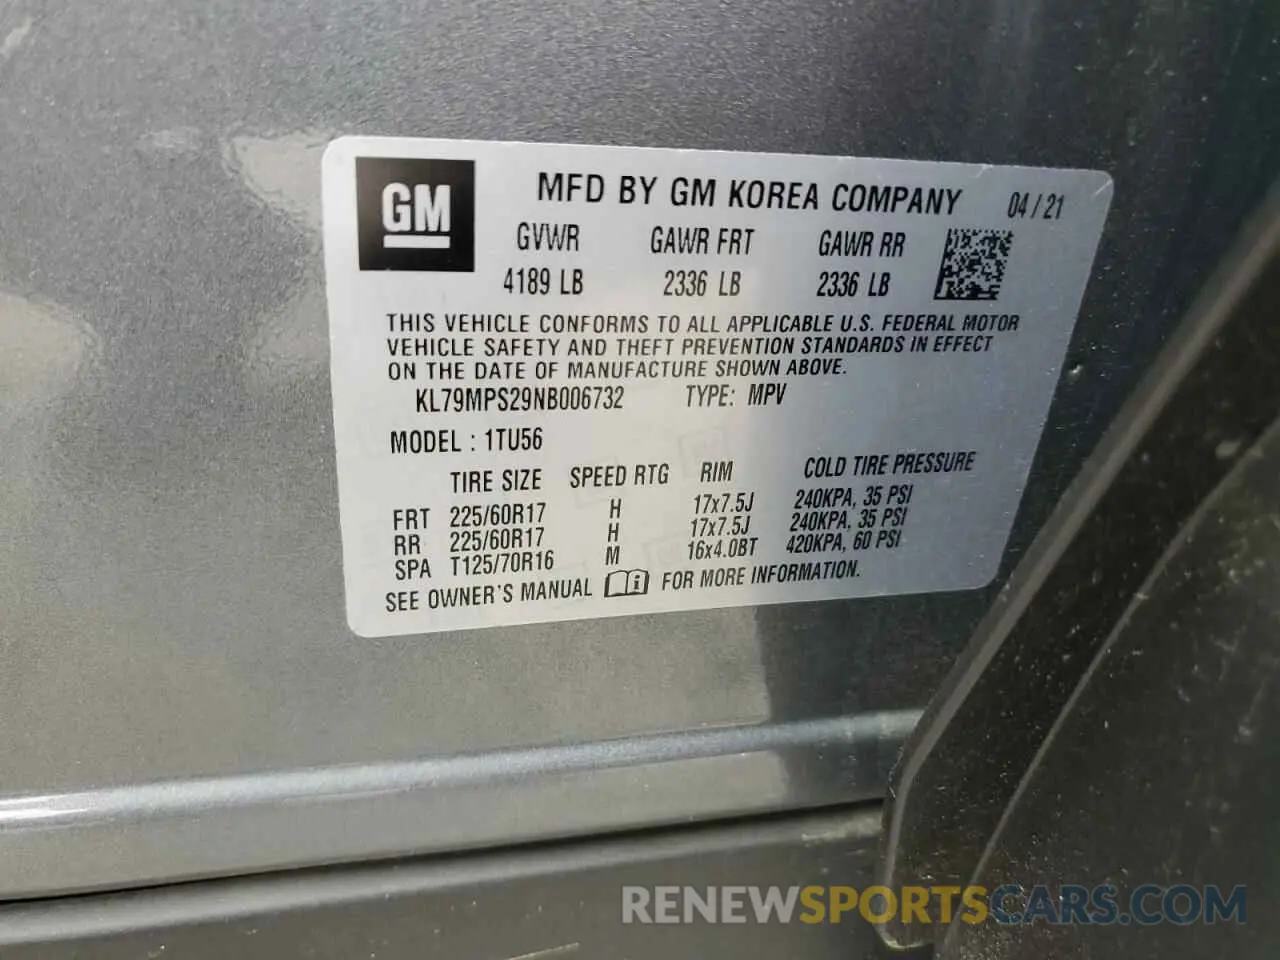 GM
MFD BY GM KOREA COMPANY 04/21
GVWR GAWR FRT GAWR RR
4189 LB 2336 LB 2336 LB
THIS VEHICLE CONFORMS TO ALL APPLICABLE U.S. FEDERAL MOTOR
VEHICLE SAFETY AND THEFT PREVENTION STANDARDS IN EFFECT
ON THE DATE OF MANUFACTURE SHOWN ABOVE.
KL79MPS29NB006732 TYPE: MPV
MODEL : 1TU56
TIRE SIZE SPEED RTG RIM COLD TIRE PRESSURE
FRT 225/60R17 H 17x7.5J 240KPA, 35 PSI
RR 225/60R17 H 17x7.5J 240KPA, 35 PSI
SPA T125/70R16 M 16x4.0BT 420KPA, 60 PSI
SEE OWNER'S MANUAL i FOR MORE INFORMATION.
RENEWSPORTSCARS.COM